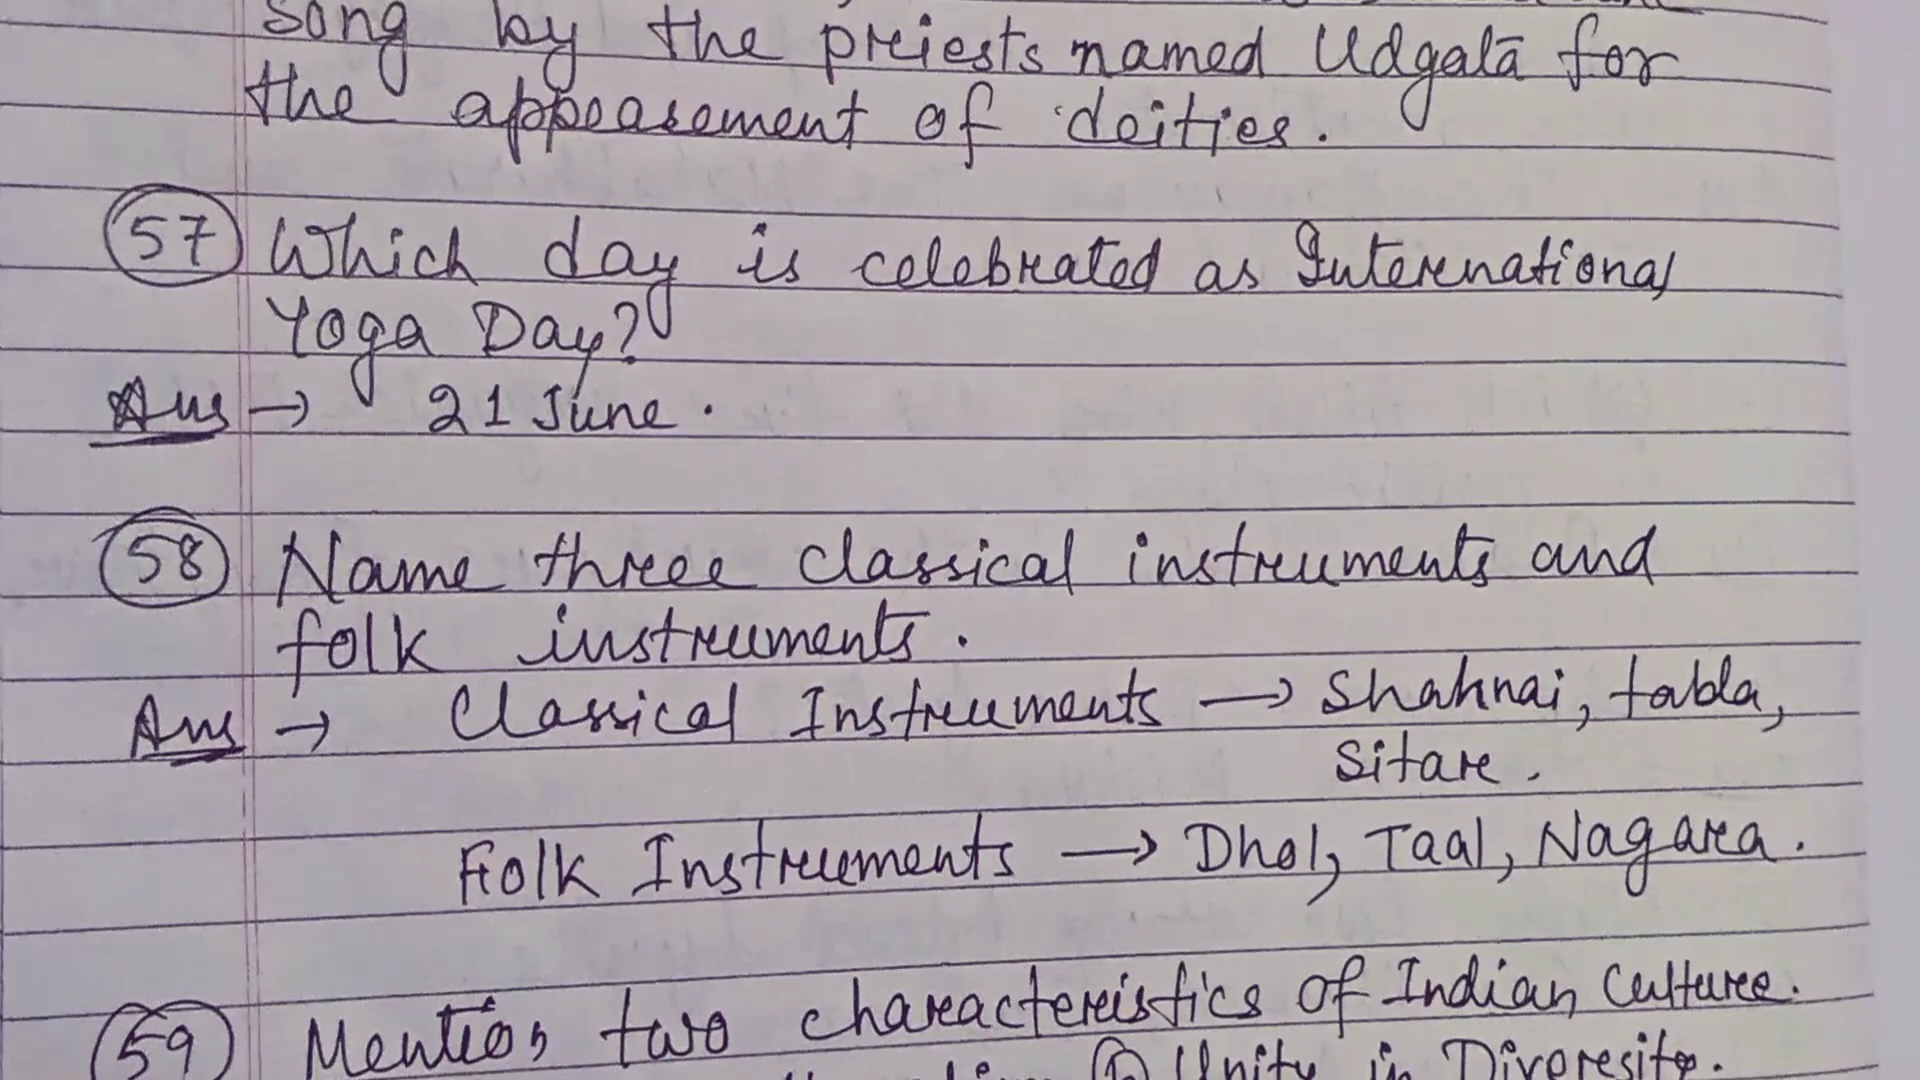 song by the priests named Udgatā for
the appeasement of deities.
57 Which day is celebrated as International
Yoga Day?
Ans → 21 June.
58 Name three classical instruments and
folk instruments.
Ans → Classical Instruments → Shahnai, tabla,
Sitar.
Folk Instruments → Dhol, Taal, Nagara.
59 Mention two characteristics of Indian Culture.
Unity in Diversity.